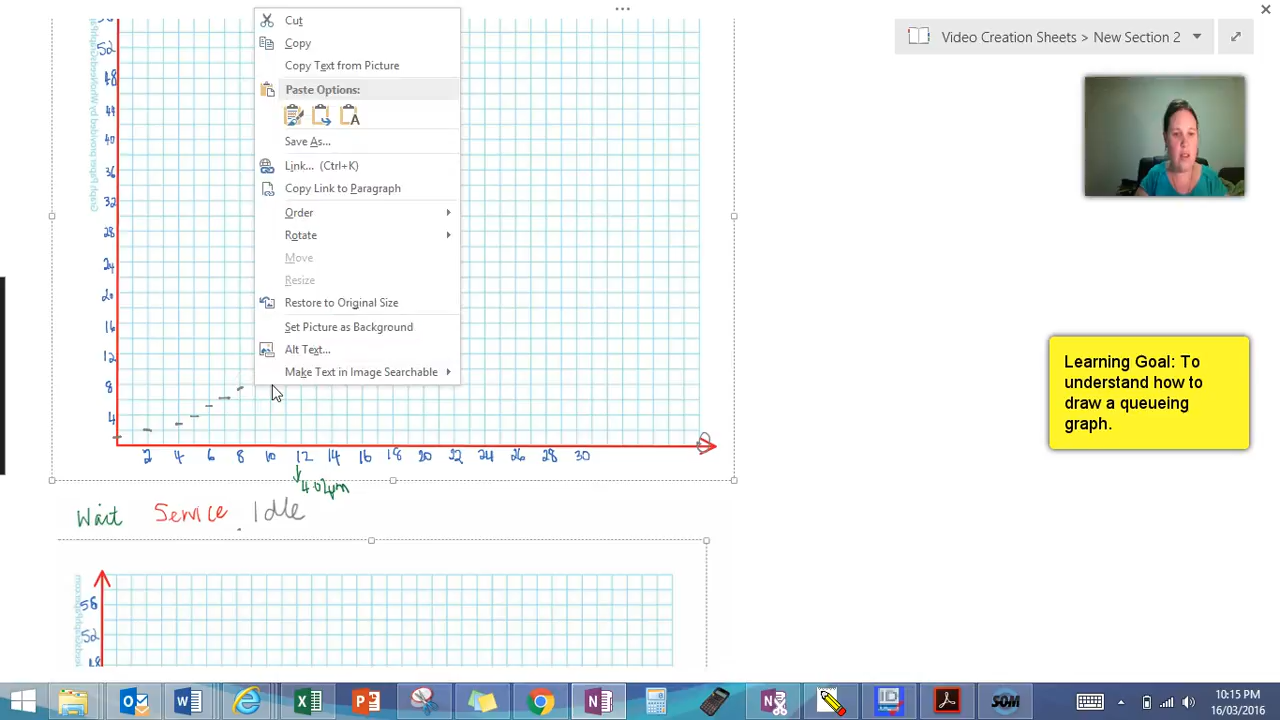 Video Creation Sheets > New Section 2
Cut
Copy
Copy Text from Picture
Paste Options:
Save As...
Link... (Ctrl+K)
Copy Link to Paragraph
Order
Rotate
Move
Resize
Restore to Original Size
Set Picture as Background
Alt Text...
Make Text in Image Searchable
52
48
44
40
36
32
28
24
20
16
12
8
4
2 4 6 8 10 12 14 16 18 20 22 24 26 28 30
4.02pm
Wait Service Idle
56
52
48
Learning Goal: To
understand how to
draw a queueing
graph.
10:15 PM
16/03/2016